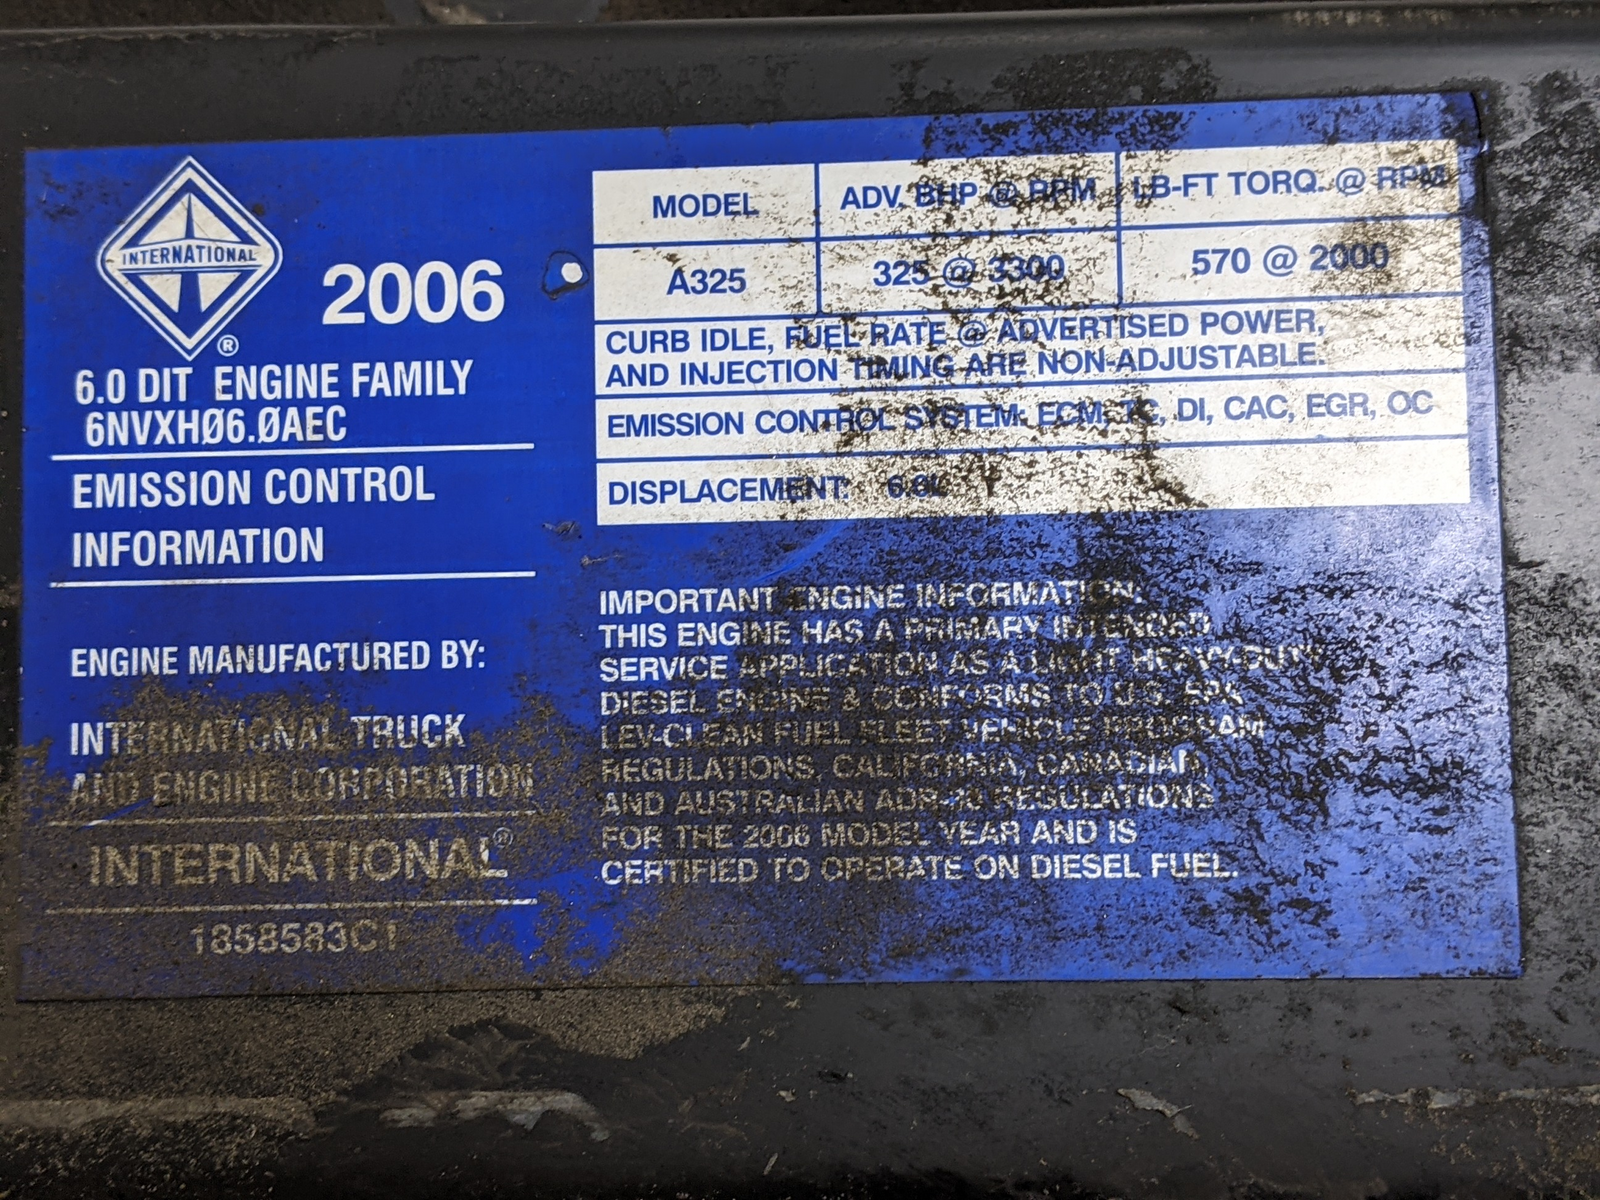 INTERNATIONAL
®
2006
6.0 DIT ENGINE FAMILY
6NVXHØ6.ØAEC
EMISSION CONTROL
INFORMATION
ENGINE MANUFACTURED BY:
INTERNATIONAL TRUCK
AND ENGINE CORPORATION
INTERNATIONAL®
1858583C1
MODEL ADV. BHP @ RPM LB-FT TORQ. @ RPM
A325 325 @ 3300 570 @ 2000
CURB IDLE, FUEL RATE @ ADVERTISED POWER,
AND INJECTION TIMING ARE NON-ADJUSTABLE.
EMISSION CONTROL SYSTEM: ECM, TC, DI, CAC, EGR, OC
DISPLACEMENT: 6.0L
IMPORTANT ENGINE INFORMATION:
THIS ENGINE HAS A PRIMARY INTENDED
SERVICE APPLICATION AS A LIGHT HEAVY-DUTY
DIESEL ENGINE & CONFORMS TO U.S. EPA
LEV-CLEAN FUEL FLEET VEHICLE PROGRAM
REGULATIONS, CALIFORNIA, CANADIAN,
AND AUSTRALIAN REGULATIONS
FOR THE 2006 MODEL YEAR AND IS
CERTIFIED TO OPERATE ON DIESEL FUEL.